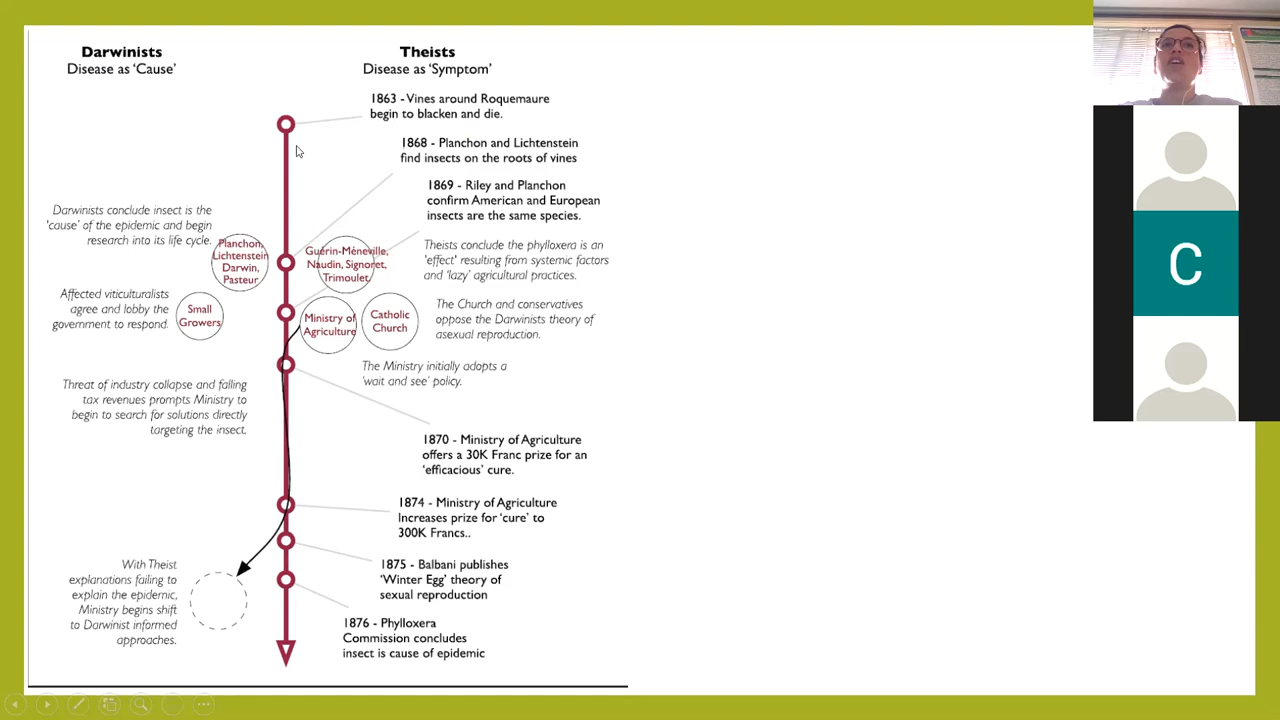 Darwinists
Disease as 'Cause'
Theists
Disease as 'Symptom'
1863 - Vines around Roquemaure
begin to blacken and die.
1868 - Planchon and Lichtenstein
find insects on the roots of vines
1869 - Riley and Planchon
confirm American and European
insects are the same species.
Darwinists conclude insect is the
'cause' of the epidemic and begin
research into its life cycle.
Planchon,
Lichtenstein
Darwin,
Pasteur
Guérin-Méneville,
Naudin, Signoret,
Trimoulet,
Theists conclude the phylloxera is an
'effect' resulting from systemic factors
and 'lazy' agricultural practices.
Affected viticulturalists
agree and lobby the
government to respond.
Small
Growers
Ministry of
Agriculture
Catholic
Church
The Church and conservatives
oppose the Darwinists theory of
asexual reproduction.
The Ministry initially adopts a
'wait and see' policy.
Threat of industry collapse and falling
tax revenues prompts Ministry to
begin to search for solutions directly
targeting the insect.
1870 - Ministry of Agriculture
offers a 30K Franc prize for an
'efficacious' cure.
1874 - Ministry of Agriculture
Increases prize for 'cure' to
300K Francs..
1875 - Balbani publishes
'Winter Egg' theory of
sexual reproduction
With Theist
explanations failing to
explain the epidemic,
Ministry begins shift
to Darwinist informed
approaches.
1876 - Phylloxera
Commission concludes
insect is cause of epidemic
C